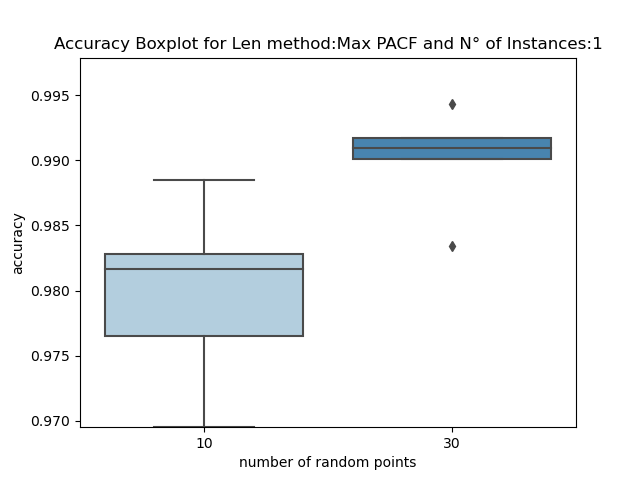 Accuracy Boxplot for Len method:Max PACF and N° of Instances:1
0.995
0.990
0.985
0.980
0.975
0.970
accuracy
10
30
number of random points